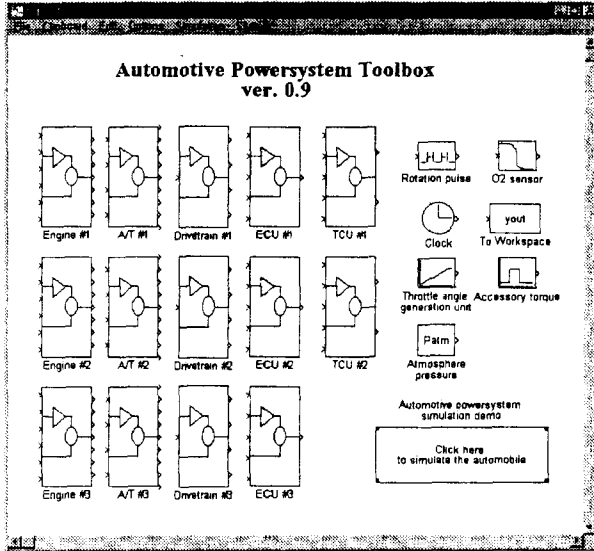 Automotive Powersystem Toolbox
ver. 0.9
Engine #1 A/T #1 Drivetrain #1 ECU #1 TCU #1
Rotation pulse O2 sensor
yout
Clock To Workspace
Engine #2 A/T #2 Drivetrain #2 ECU #2 TCU #2
Throttle angle
generation unit
Accessory torque
Patm
Atmosphere
pressure
Automotive powersystem
simulation demo
Click here
to simulate the automobile
Engine #3 A/T #3 Drivetrain #3 ECU #3